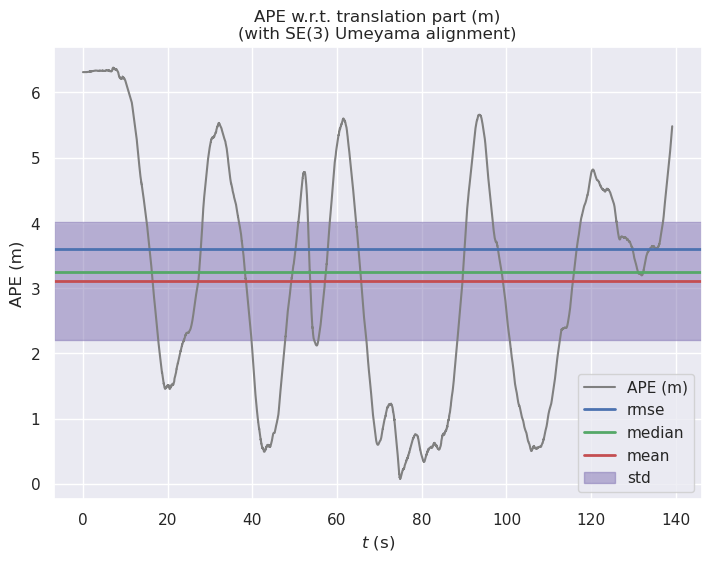 APE w.r.t. translation part (m)
(with SE(3) Umeyama alignment)
APE (m)
6
5
4
3
2
1
0
0 20 40 60 80 100 120 140
t (s)
APE (m)
rmse
median
mean
std